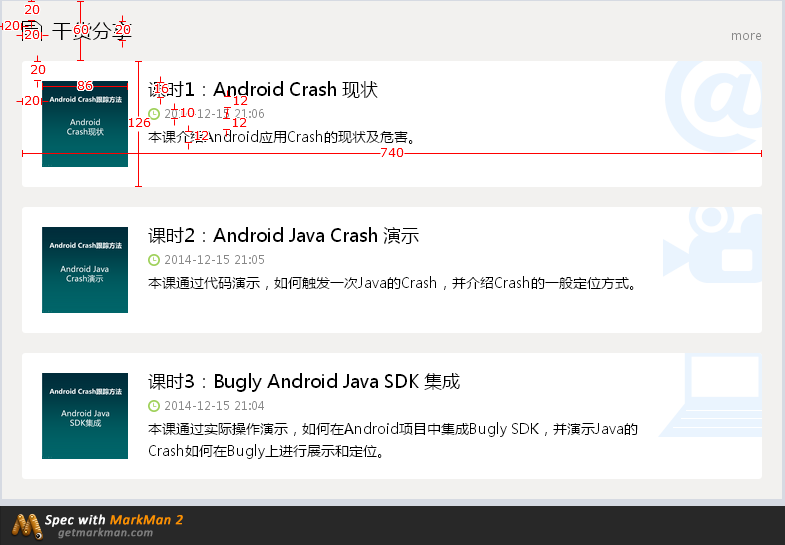 20
20
20
60
20
干货分享
more
20
86
20
126
16
10
12
12
12
740
Android Crash跟踪方法
Android
Crash现状
课时1：Android Crash 现状
2014-12-15 21:06
本课介绍Android应用Crash的现状及危害。
Android Crash跟踪方法
Android Java
Crash演示
课时2：Android Java Crash 演示
2014-12-15 21:05
本课通过代码演示，如何触发一次Java的Crash，并介绍Crash的一般定位方式。
Android Crash跟踪方法
Android Java
SDK集成
课时3：Bugly Android Java SDK 集成
2014-12-15 21:04
本课通过实际操作演示，如何在Android项目中集成Bugly SDK，并演示Java的
Crash如何在Bugly上进行展示和定位。
Spec with MarkMan 2
getmarkman.com